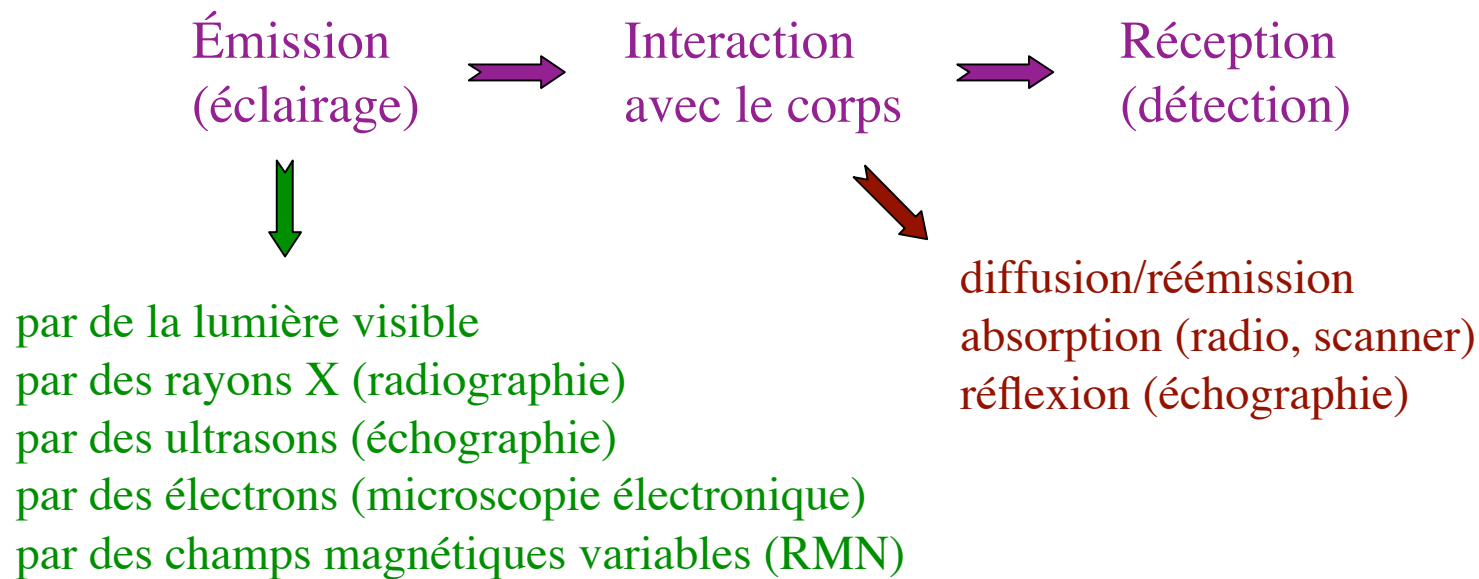 Émission
(éclairage)
Interaction
avec le corps
Réception
(détection)
par de la lumière visible
par des rayons X (radiographie)
par des ultrasons (échographie)
par des électrons (microscopie électronique)
par des champs magnétiques variables (RMN)
diffusion/réémission
absorption (radio, scanner)
réflexion (échographie)